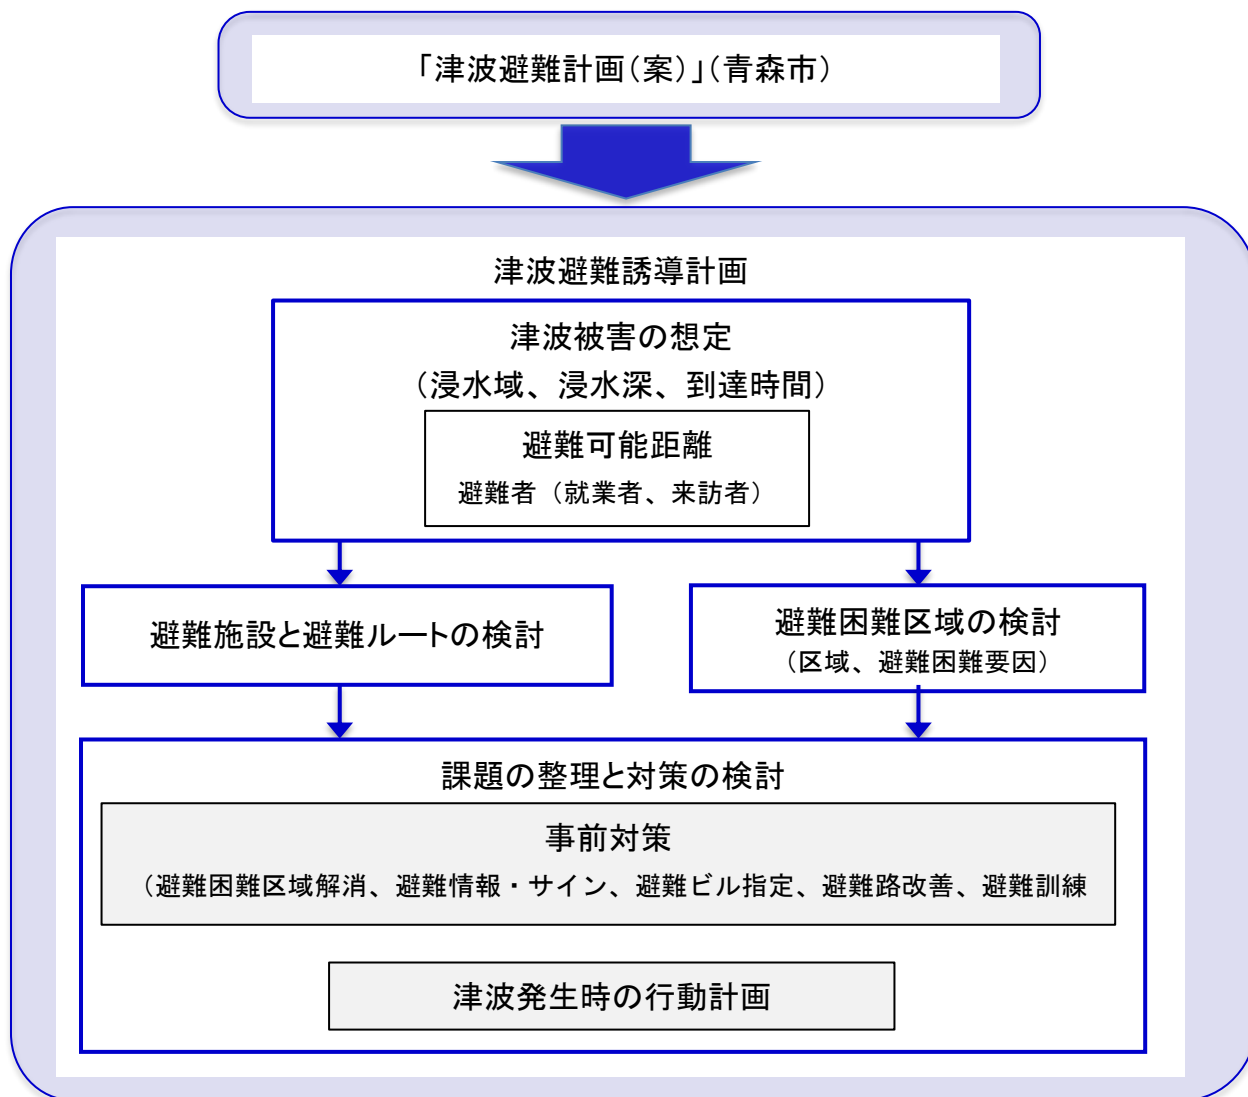 「津波避難計画(案)」(青森市)
津波避難誘導計画
津波被害の想定
(浸水域、浸水深、到達時間)
避難可能距離
避難者(就業者、来訪者)
避難施設と避難ルートの検討
避難困難区域の検討
(区域、避難困難要因)
課題の整理と対策の検討
事前対策
(避難困難区域解消、避難情報・サイン、避難ビル指定、避難路改善、避難訓練
津波発生時の行動計画